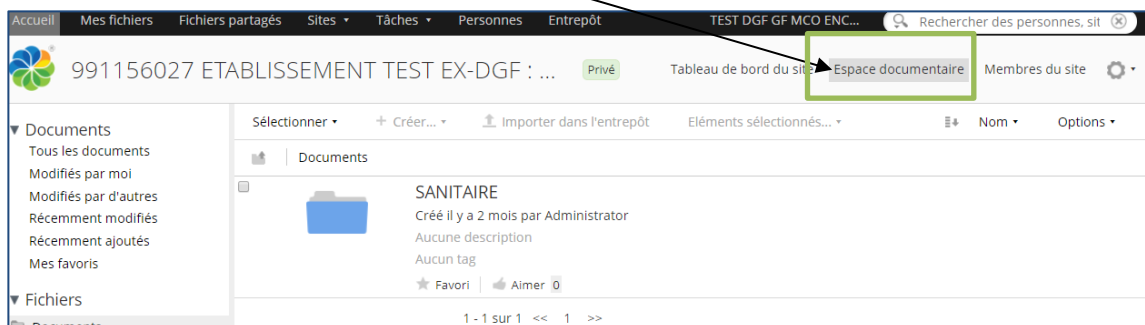 Accueil Mes fichiers Fichiers partagés Sites Tâches Personnes Entrepôt TEST DGF GF MCO ENC... Rechercher des personnes, sit
991156027 ETABLISSEMENT TEST EX-DGF : ... Privé Tableau de bord du site Espace documentaire Membres du site
Documents
Tous les documents
Modifiés par moi
Modifiés par d'autres
Récemment modifiés
Récemment ajoutés
Mes favoris
Fichiers
Documents
Sélectionner + Créer... Importer dans l'entrepôt Eléments sélectionnés... Nom Options
Documents
SANITAIRE
Créé il y a 2 mois par Administrator
Aucune description
Aucun tag
Favori Aimer 0
1 - 1 sur 1 << 1 >>